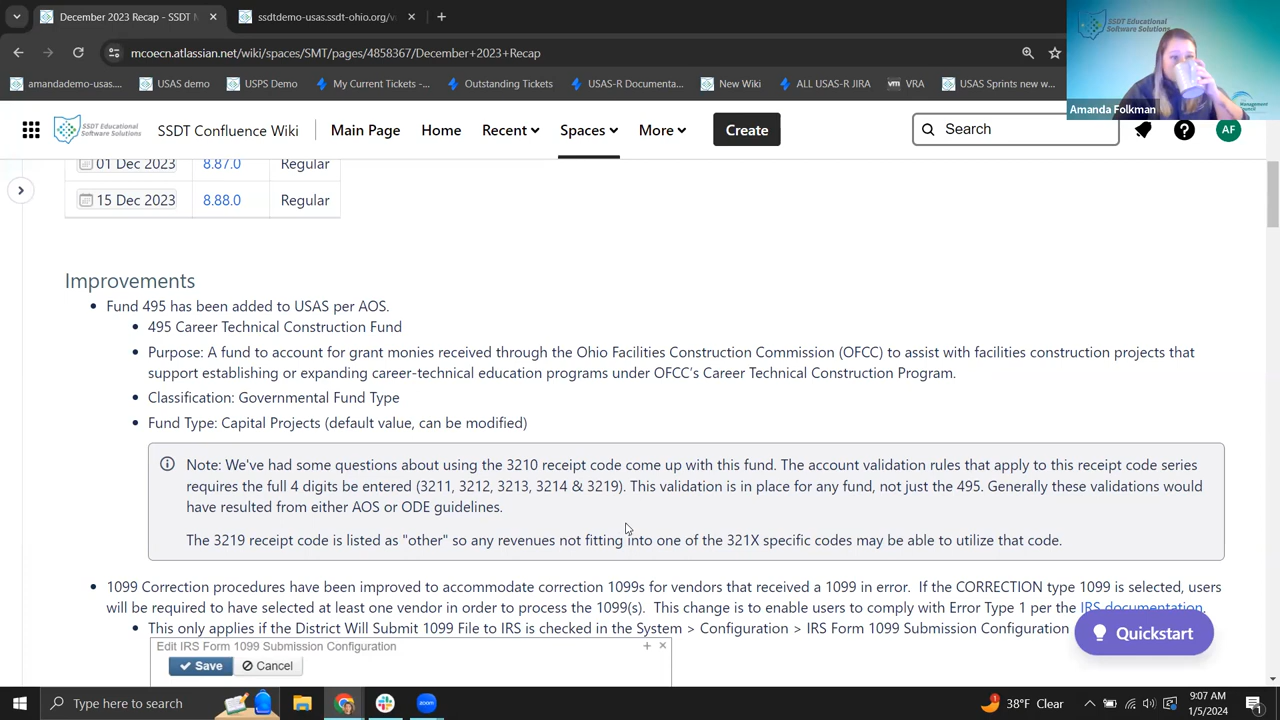 December 2023 Recap - SSDT
ssdtdemo-usas.ssdt-ohio.org/
mcoecn.atlassian.net/wiki/spaces/SMT/pages/4858367/December+2023+Recap
SSDT Educational
Software Solutions
amandademo-usas....
USAS demo
USPS Demo
My Current Tickets -...
Outstanding Tickets
USAS-R Documenta...
New Wiki
ALL USAS-R JIRA
vm
VRA
USAS Sprints new w...
Amanda Folkman
Management
SSDT Educational
Software Solutions
SSDT Confluence Wiki
Main Page
Home
Recent
Spaces
More
Create
Search
AF
01 Dec 2023 8.87.0 Regular
15 Dec 2023 8.88.0 Regular
Improvements
Fund 495 has been added to USAS per AOS.
495 Career Technical Construction Fund
Purpose: A fund to account for grant monies received through the Ohio Facilities Construction Commission (OFCC) to assist with facilities construction projects that
support establishing or expanding career-technical education programs under OFCC’s Career Technical Construction Program.
Classification: Governmental Fund Type
Fund Type: Capital Projects (default value, can be modified)
Note: We've had some questions about using the 3210 receipt code come up with this fund. The account validation rules that apply to this receipt code series
requires the full 4 digits be entered (3211, 3212, 3213, 3214 & 3219). This validation is in place for any fund, not just the 495. Generally these validations would
have resulted from either AOS or ODE guidelines.
The 3219 receipt code is listed as "other" so any revenues not fitting into one of the 321X specific codes may be able to utilize that code.
1099 Correction procedures have been improved to accommodate correction 1099s for vendors that received a 1099 in error. If the CORRECTION type 1099 is selected, users
will be required to have selected at least one vendor in order to process the 1099(s). This change is to enable users to comply with Error Type 1 per the IRS documentation.
This only applies if the District Will Submit 1099 File to IRS is checked in the System > Configuration > IRS Form 1099 Submission Configuration
Quickstart
Edit IRS Form 1099 Submission Configuration
Save
Cancel
Type here to search
1
38°F Clear
9:07 AM
1/5/2024
1